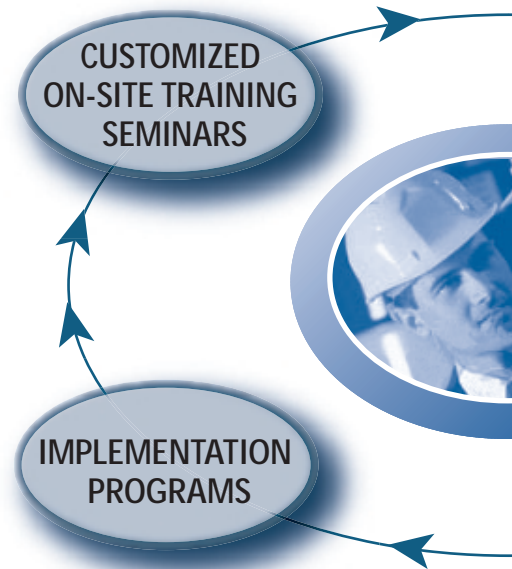 CUSTOMIZED
ON-SITE TRAINING
SEMINARS
IMPLEMENTATION
PROGRAMS